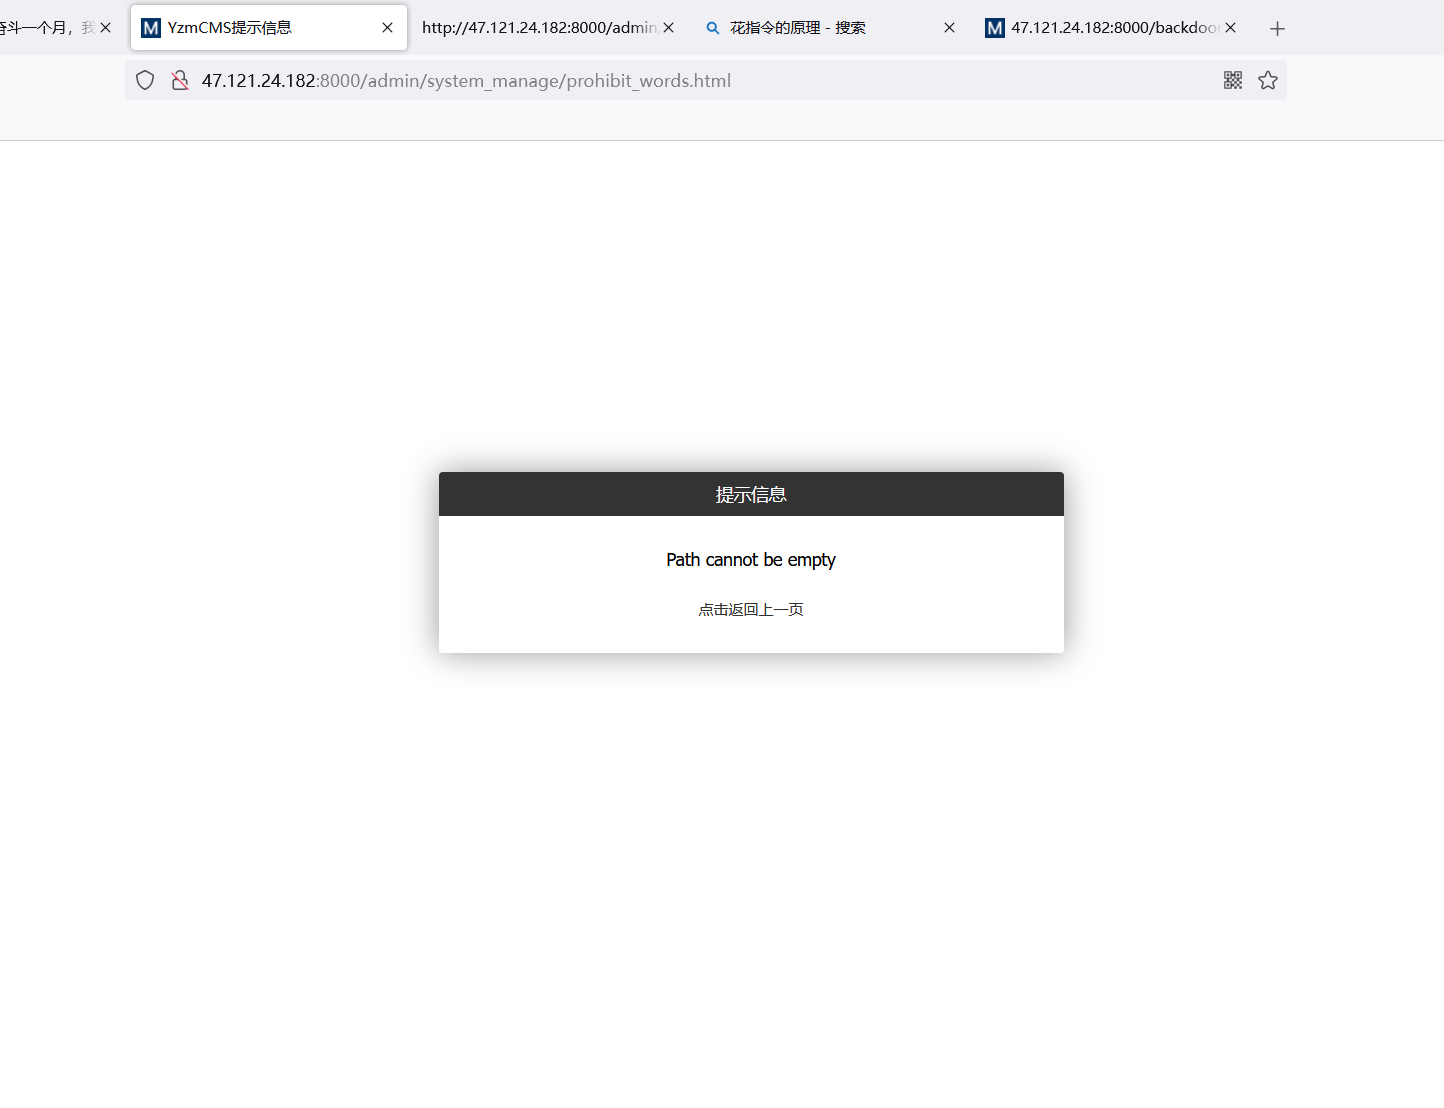 奋斗一个月，我
YzmCMS提示信息
http://47.121.24.182:8000/admin
花指令的原理 - 搜索
47.121.24.182:8000/backdoor
47.121.24.182:8000/admin/system_manage/prohibit_words.html
提示信息
Path cannot be empty
点击返回上一页